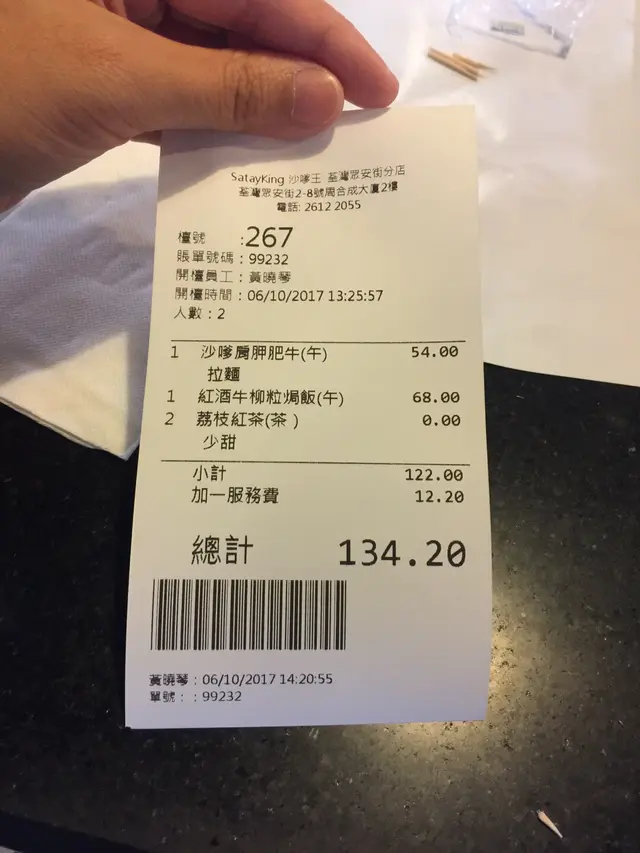 SatayKing 沙嗲王 荃灣眾安街分店
荃灣眾安街2-8號周合成大廈2樓
電話: 2612 2055
檯號 :267
賬單號碼：99232
開檯員工：黃曉琴
開檯時間：06/10/2017 13:25:57
人數：2
1 沙嗲肩胛肥牛(午) 54.00
拉麵
1 紅酒牛柳粒焗飯(午) 68.00
2 荔枝紅茶(茶 ) 0.00
少甜
小計 122.00
加一服務費 12.20
總計 134.20
黃曉琴：06/10/2017 14:20:55
單號：：99232